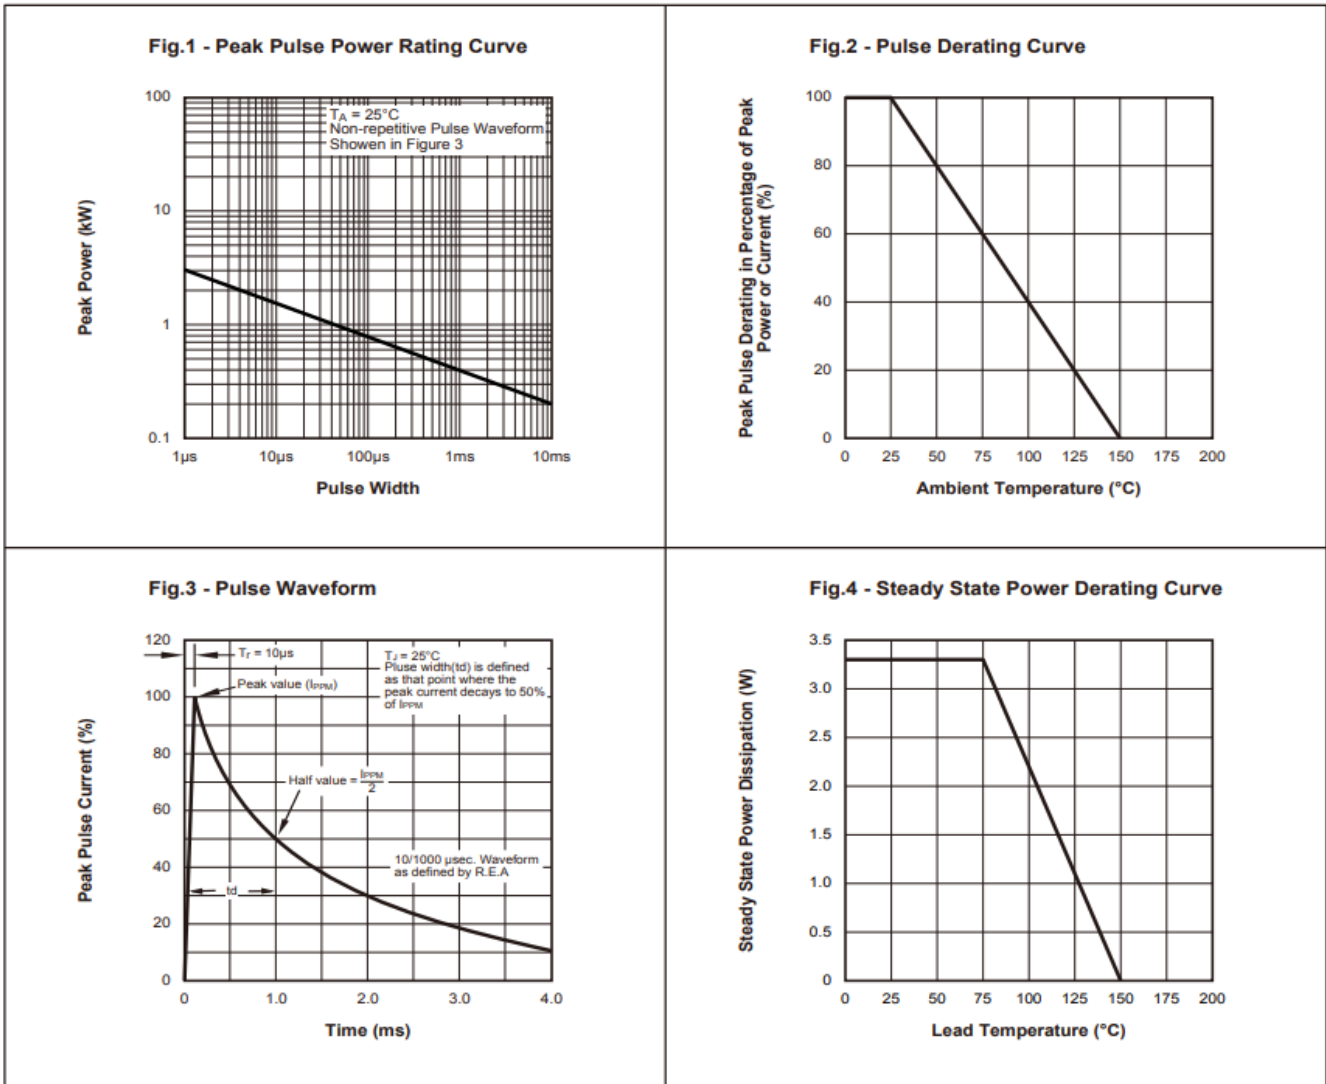 Fig.1 - Peak Pulse Power Rating Curve
Peak Power (kW)
100
10
1
0.1
TA = 25°C
Non-repetitive Pulse Waveform
Showen in Figure 3
1µs 10µs 100µs 1ms 10ms
Pulse Width
Fig.2 - Pulse Derating Curve
Peak Pulse Derating in Percentage of Peak
Power or Current (%)
100
80
60
40
20
0
0 25 50 75 100 125 150 175 200
Ambient Temperature (°C)
Fig.3 - Pulse Waveform
Peak Pulse Current (%)
120
100
80
60
40
20
0
Tr = 10µs
Peak value (IPPM)
TJ = 25°C
Pluse width(td) is defined
as that point where the
peak current decays to 50%
of IPPM
Half value = IPPM
2
10/1000 µsec. Waveform
as defined by R.E.A
td
0 1.0 2.0 3.0 4.0
Time (ms)
Fig.4 - Steady State Power Derating Curve
Steady State Power Dissipation (W)
3.5
3.0
2.5
2.0
1.5
1.0
0.5
0
0 25 50 75 100 125 150 175 200
Lead Temperature (°C)